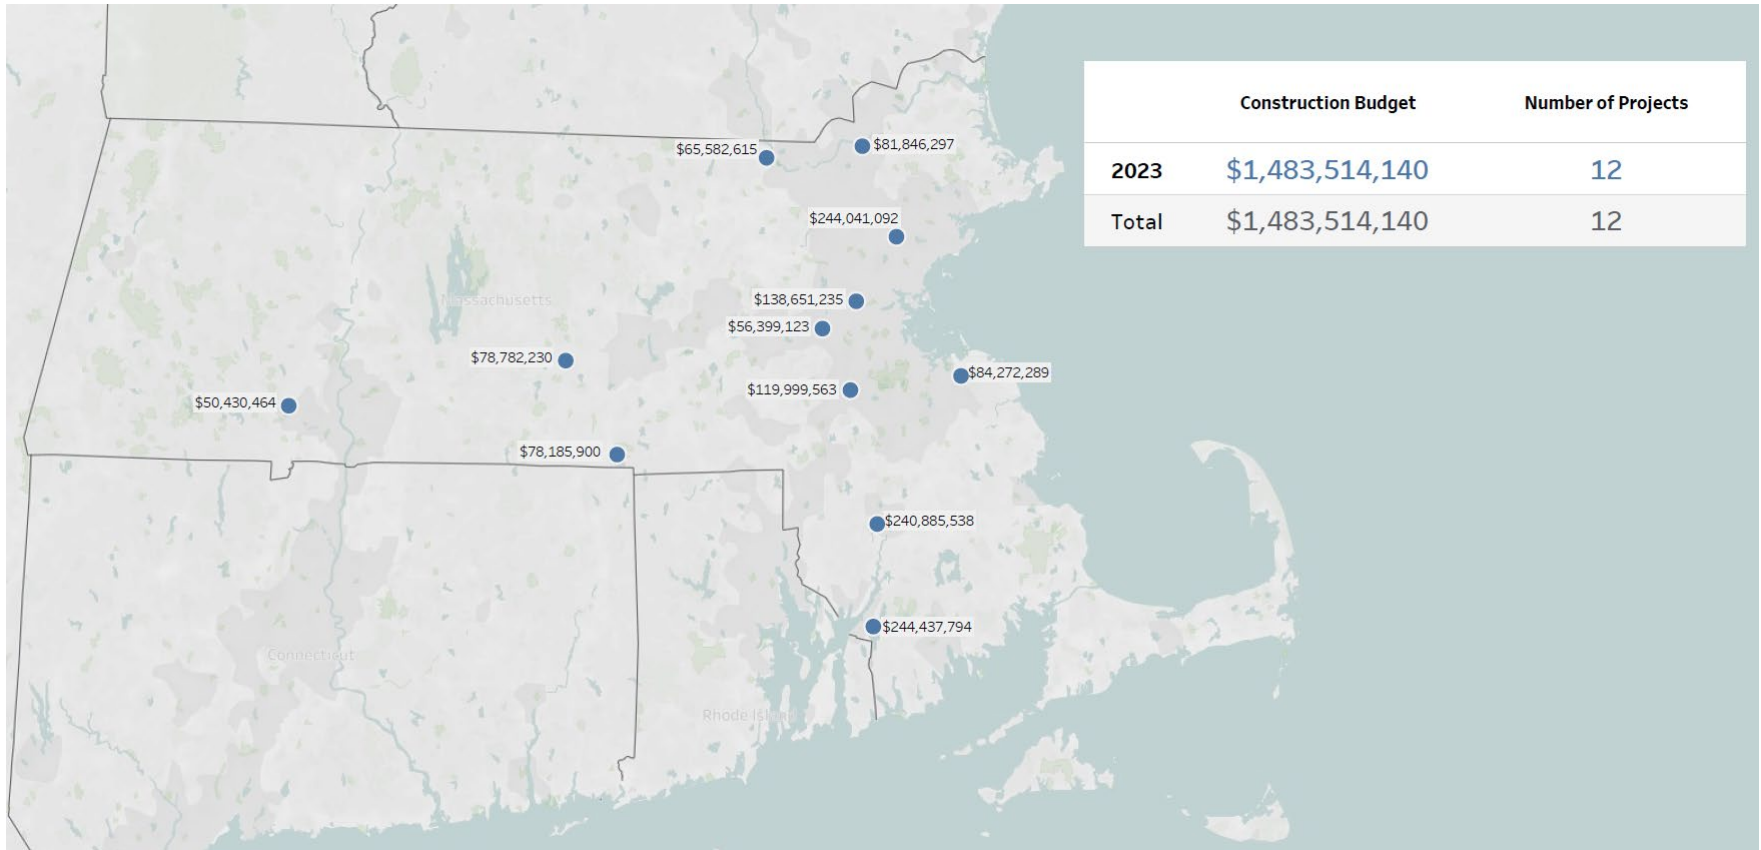 Construction Budget Number of Projects
2023 $1,483,514,140 12
Total $1,483,514,140 12
$65,582,615
$81,846,297
$244,041,092
Massachusetts
$138,651,235
$56,399,123
$78,782,230
$84,272,289
$119,999,563
$50,430,464
$78,185,900
$240,885,538
$244,437,794
Connecticut
Rhode Island